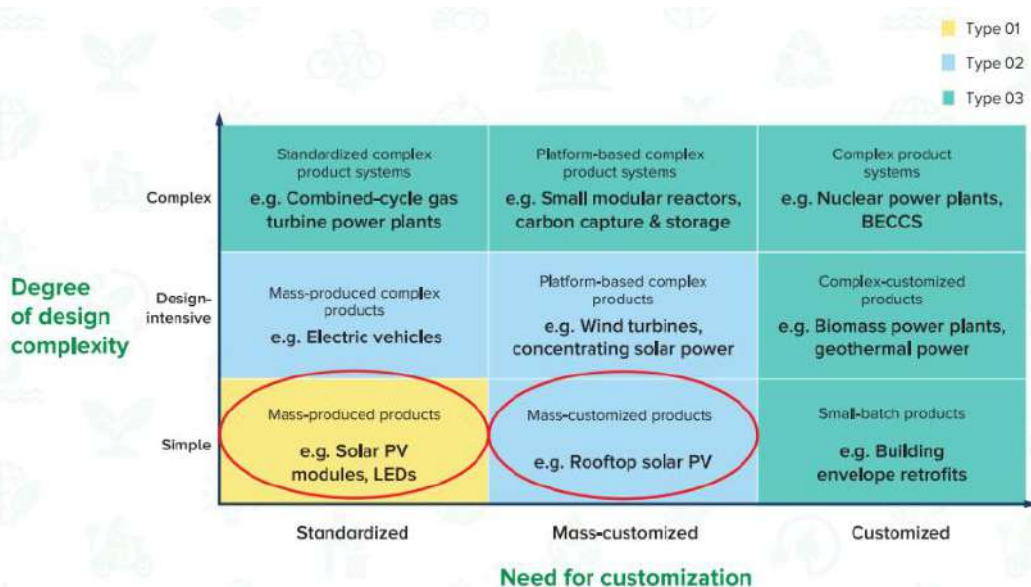 Type 01
Type 02
Type 03
Degree
of design
complexity
Complex
Standardized complex
product systems
e.g. Combined-cycle gas
turbine power plants
Platform-based complex
product systems
e.g. Small modular reactors,
carbon capture & storage
Complex product
systems
e.g. Nuclear power plants,
BECCS
Design-
intensive
Mass-produced complex
products
e.g. Electric vehicles
Platform-based complex
products
e.g. Wind turbines,
concentrating solar power
Complex-customized
products
e.g. Biomass power plants,
geothermal power
Simple
Mass-produced products
e.g. Solar PV
modules, LEDs
Mass-customized products
e.g. Rooftop solar PV
Small-batch products
e.g. Building
envelope retrofits
Standardized
Mass-customized
Customized
Need for customization
eco